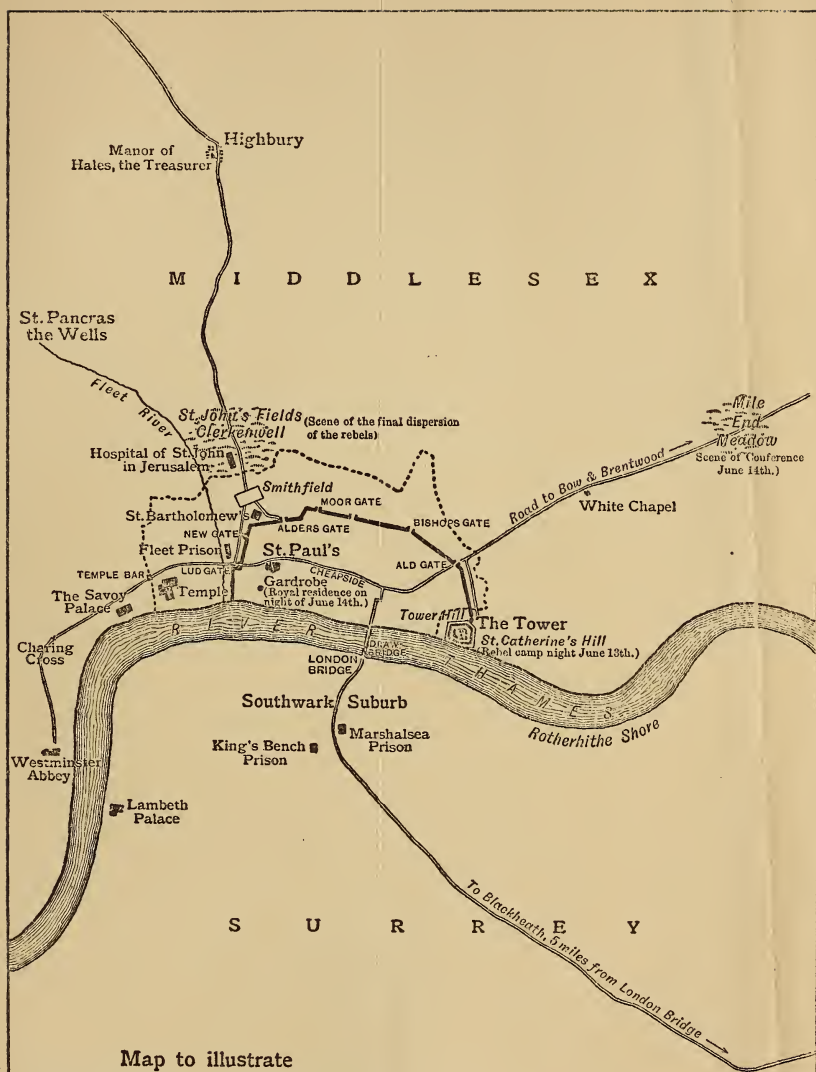 Highbury
Manor of
Hales, the Treasurer
MIDDLESEX
St. Pancras
the Wells
Fleet
River
St. John's Fields
Clerkenwell
(Scene of the final dispersion
of the rebels)
Hospital of St. John
in Jerusalem
Smithfield
St. Bartholomew's
MOOR GATE
ALDERS GATE
BISHOPS GATE
NEW GATE
Fleet Prison
LUD GATE
St. Paul's
CHEAPSIDE
ALD GATE
Road to Bow & Brentwood
White Chapel
Mile
End
Meadow
Scene of Conference
June 14th.)
TEMPLE BAR
Temple
Gardrobe
(Royal residence on
night of June 14th.)
The Savoy
Palace
Charing
Cross
Westminster
Abbey
Tower Hill
The Tower
St. Catherine's Hill
(Rebel camp night June 13th.)
RIVER
DRAW
BRIDGE
LONDON
BRIDGE
HAMES
Rotherhithe Shore
Southwark Suburb
King's Bench
Prison
Marshalsea
Prison
Lambeth
Palace
SURREY
To Blackheath, 5 miles from London Bridge
Map to illustrate